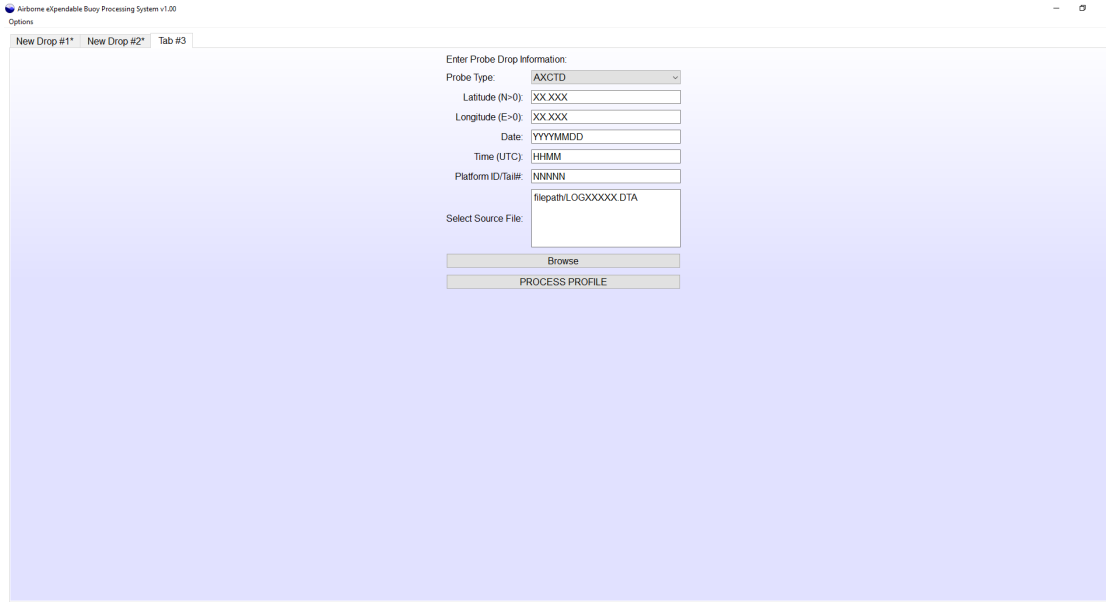 Airborne eXpendable Buoy Processing System v1.00
Options
New Drop #1* New Drop #2* Tab #3
Enter Probe Drop Information:
Probe Type: AXCTD
Latitude (N>0): XX.XXX
Longitude (E>0): XX.XXX
Date: YYYYMMDD
Time (UTC): HHMM
Platform ID/Tail#: NNNNN
filepath/LOGXXXXX.DTA
Select Source File:
Browse
PROCESS PROFILE